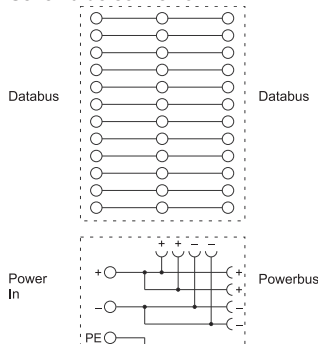 Databus
Databus
+ + – –
+
+
+
Power
In
Powerbus
–
–
–
PE